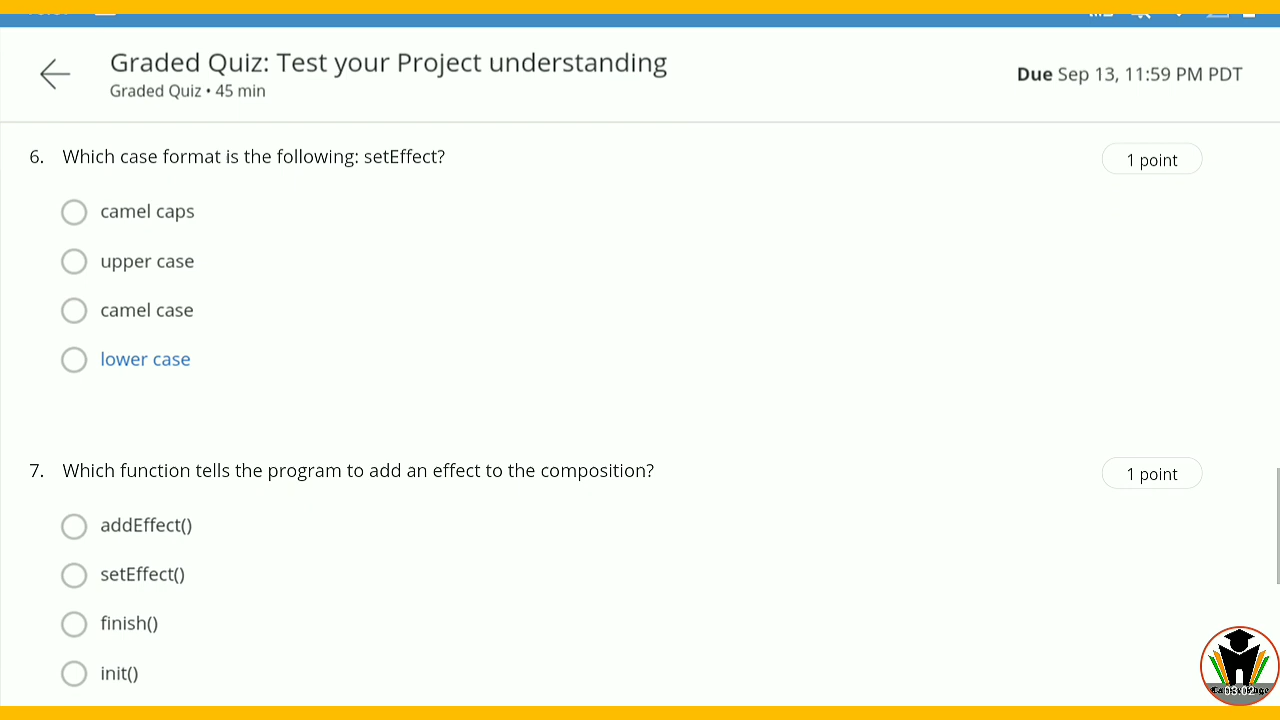 Graded Quiz: Test your Project understanding
Graded Quiz • 45 min
Due Sep 13, 11:59 PM PDT
6. Which case format is the following: setEffect?
1 point
camel caps
upper case
camel case
lower case
7. Which function tells the program to add an effect to the composition?
1 point
addEffect()
setEffect()
finish()
init()